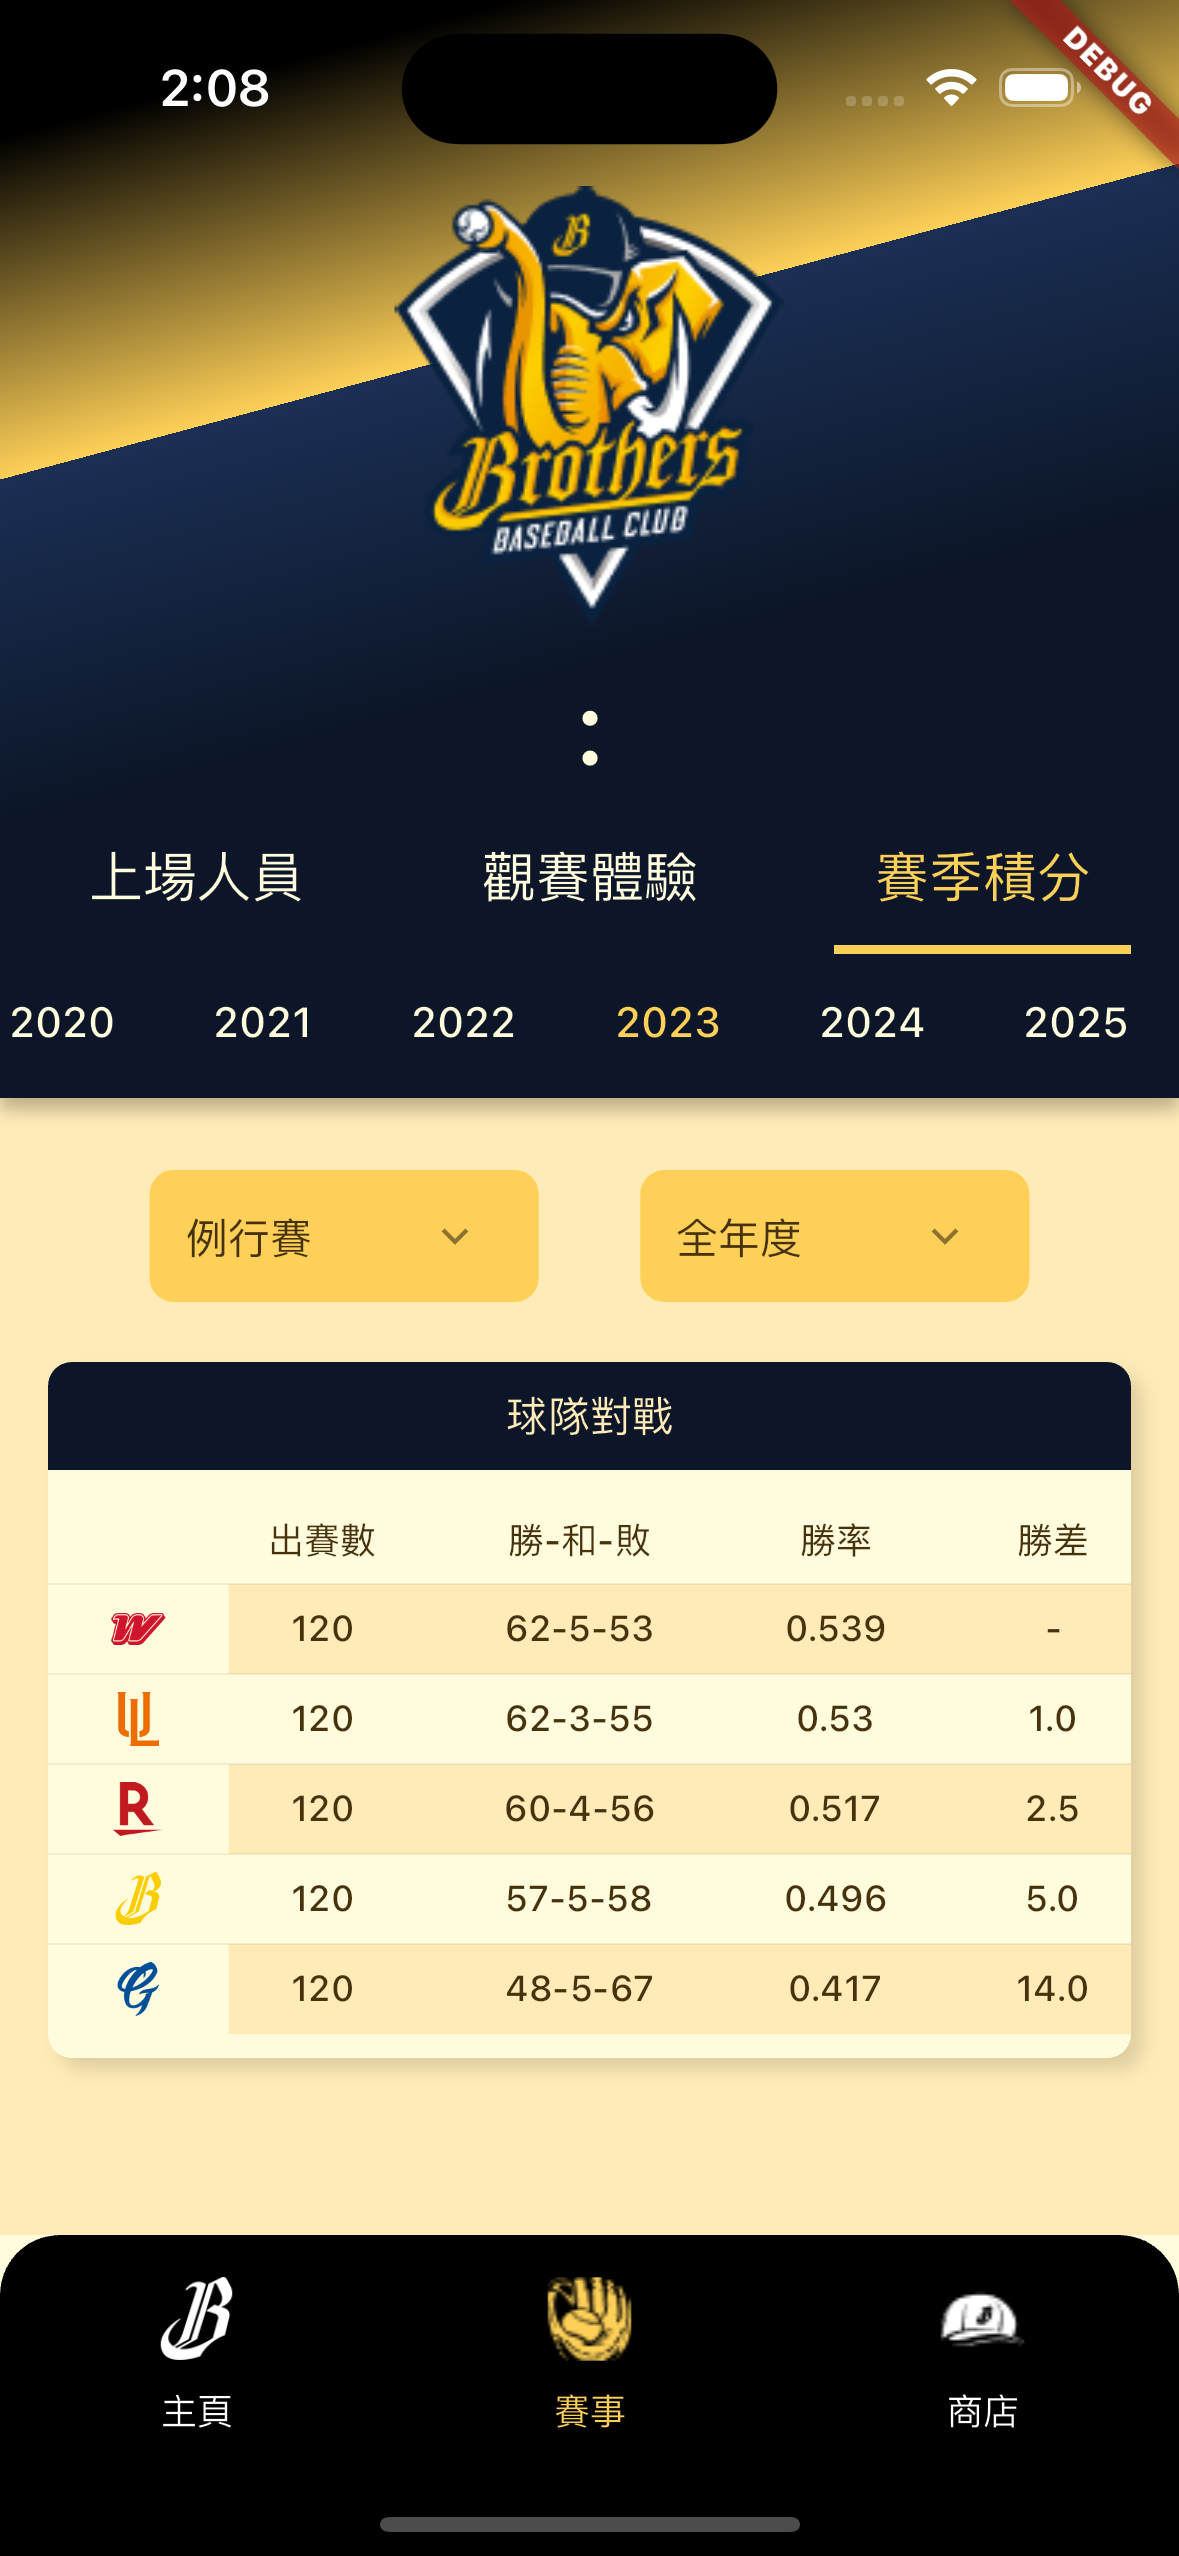 2:08
DEBUG
B
Brothers
BASEBALL CLUB
:
上場人員 觀賽體驗 賽季積分
2020 2021 2022 2023 2024 2025
例行賽 全年度
球隊對戰
出賽數 勝-和-敗 勝率 勝差
W 120 62-5-53 0.539 -
UL 120 62-3-55 0.53 1.0
R 120 60-4-56 0.517 2.5
B 120 57-5-58 0.496 5.0
G 120 48-5-67 0.417 14.0
B B
主頁 賽事 商店